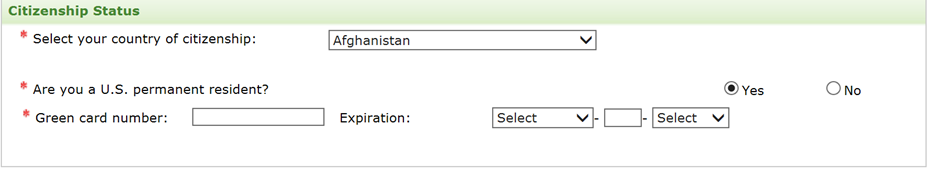 Citizenship Status
* Select your country of citizenship: Afghanistan
* Are you a U.S. permanent resident? Yes No
* Green card number: Expiration: Select - - Select